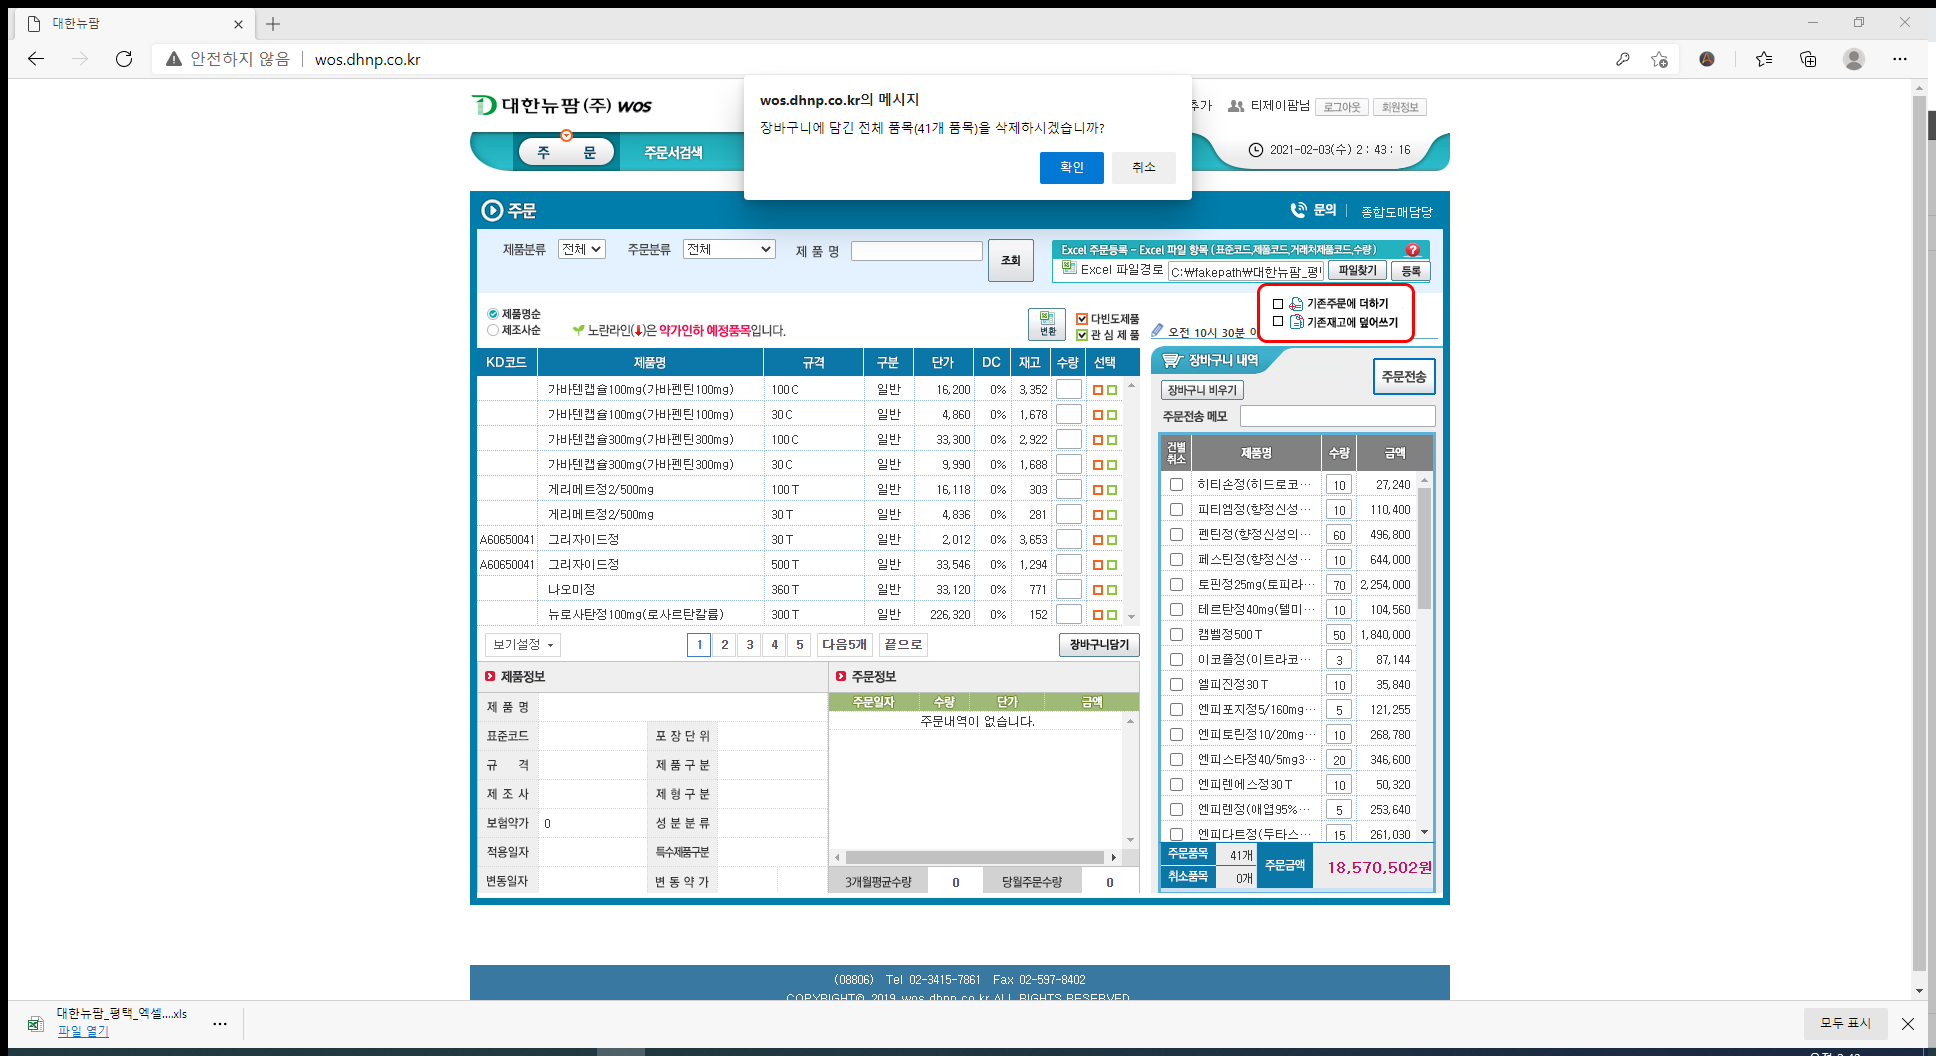 대한뉴팜
안전하지 않음 wos.dhnp.co.kr
대한뉴팜(주) wos
추가 티제이팜님 로그아웃 회원정보
주 문 주문서검색
2021-02-03(수) 2 : 43 : 16
wos.dhnp.co.kr의 메시지
장바구니에 담긴 전체 품목(41개 품목)을 삭제하시겠습니까?
확인 취소
주문
문의 | 종합도매담당
제품분류 전체 주문분류 전체 제 품 명 조회
Excel 주문등록 - Excel 파일 항목 (표준코드,제품코드,거래처제품코드,수량) ?
Excel 파일경로 C:\fakepath\대한뉴팜_평 파일찾기 등록
기존주문에 더하기
기존재고에 덮어쓰기
제품명순
제조사순
노란라인(↓)은 약가인하 예정품목입니다.
변환
다빈도제품
관 심 제 품
오전 10시 30분
KD코드 제품명 규격 구분 단가 DC 재고 수량 선택
가바텐캡슐100mg(가바펜틴100mg) 100C 일반 16,200 0% 3,352
가바텐캡슐100mg(가바펜틴100mg) 30C 일반 4,860 0% 1,678
가바텐캡슐300mg(가바펜틴300mg) 100C 일반 33,300 0% 2,922
가바텐캡슐300mg(가바펜틴300mg) 30C 일반 9,990 0% 1,688
게리메트정2/500mg 100T 일반 16,118 0% 303
게리메트정2/500mg 30T 일반 4,836 0% 281
A60650041 그리자이드정 30T 일반 2,012 0% 3,653
A60650041 그리자이드정 500T 일반 33,546 0% 1,294
나오미정 360T 일반 33,120 0% 771
뉴로사탄정100mg(로사르탄칼륨) 300T 일반 226,320 0% 152
보기설정 1 2 3 4 5 다음5개 끝으로 장바구니담기
제품정보
제 품 명
표준코드 포 장 단 위
규 격 제 품 구 분
제 조 사 제 형 구 분
보험약가 0 성 분 분 류
적용일자 특수제품구분
변동일자 변 동 약 가
주문정보
주문일자 수량 단가 금액
주문내역이 없습니다.
3개월평균수량 0 당월주문수량 0
장바구니 내역
장바구니 비우기
주문전송
주문전송 메모
건별취소 제품명 수량 금액
히티손정(히드로코··· 10 27,240
피티엠정(향정신성··· 10 110,400
펜틴정(향정신성의··· 60 496,800
페스틴정(향정신성··· 10 644,000
토핀정25mg(토피라··· 70 2,254,000
테르탄정40mg(텔미··· 10 104,560
캠벨정500T 50 1,840,000
이코졸정(이트라코··· 3 87,144
엘피진정30T 10 35,840
엔피포지정5/160mg··· 5 121,255
엔피토린정10/20mg··· 10 268,780
엔피스타정40/5mg3··· 20 346,600
엔피렌에스정30T 10 50,320
엔피렌정(애엽95%··· 5 253,640
엔피다트정(두타스··· 15 261,030
주문품목 41개
취소품목 0개
주문금액 18,570,502원
(08806) Tel 02-3415-7861 Fax 02-597-8402
COPYRIGHT© 2019 wos.dhnp.co.kr ALL RIGHTS RESERVED
대한뉴팜_평택_엑셀....xls
파일 열기
모두 표시